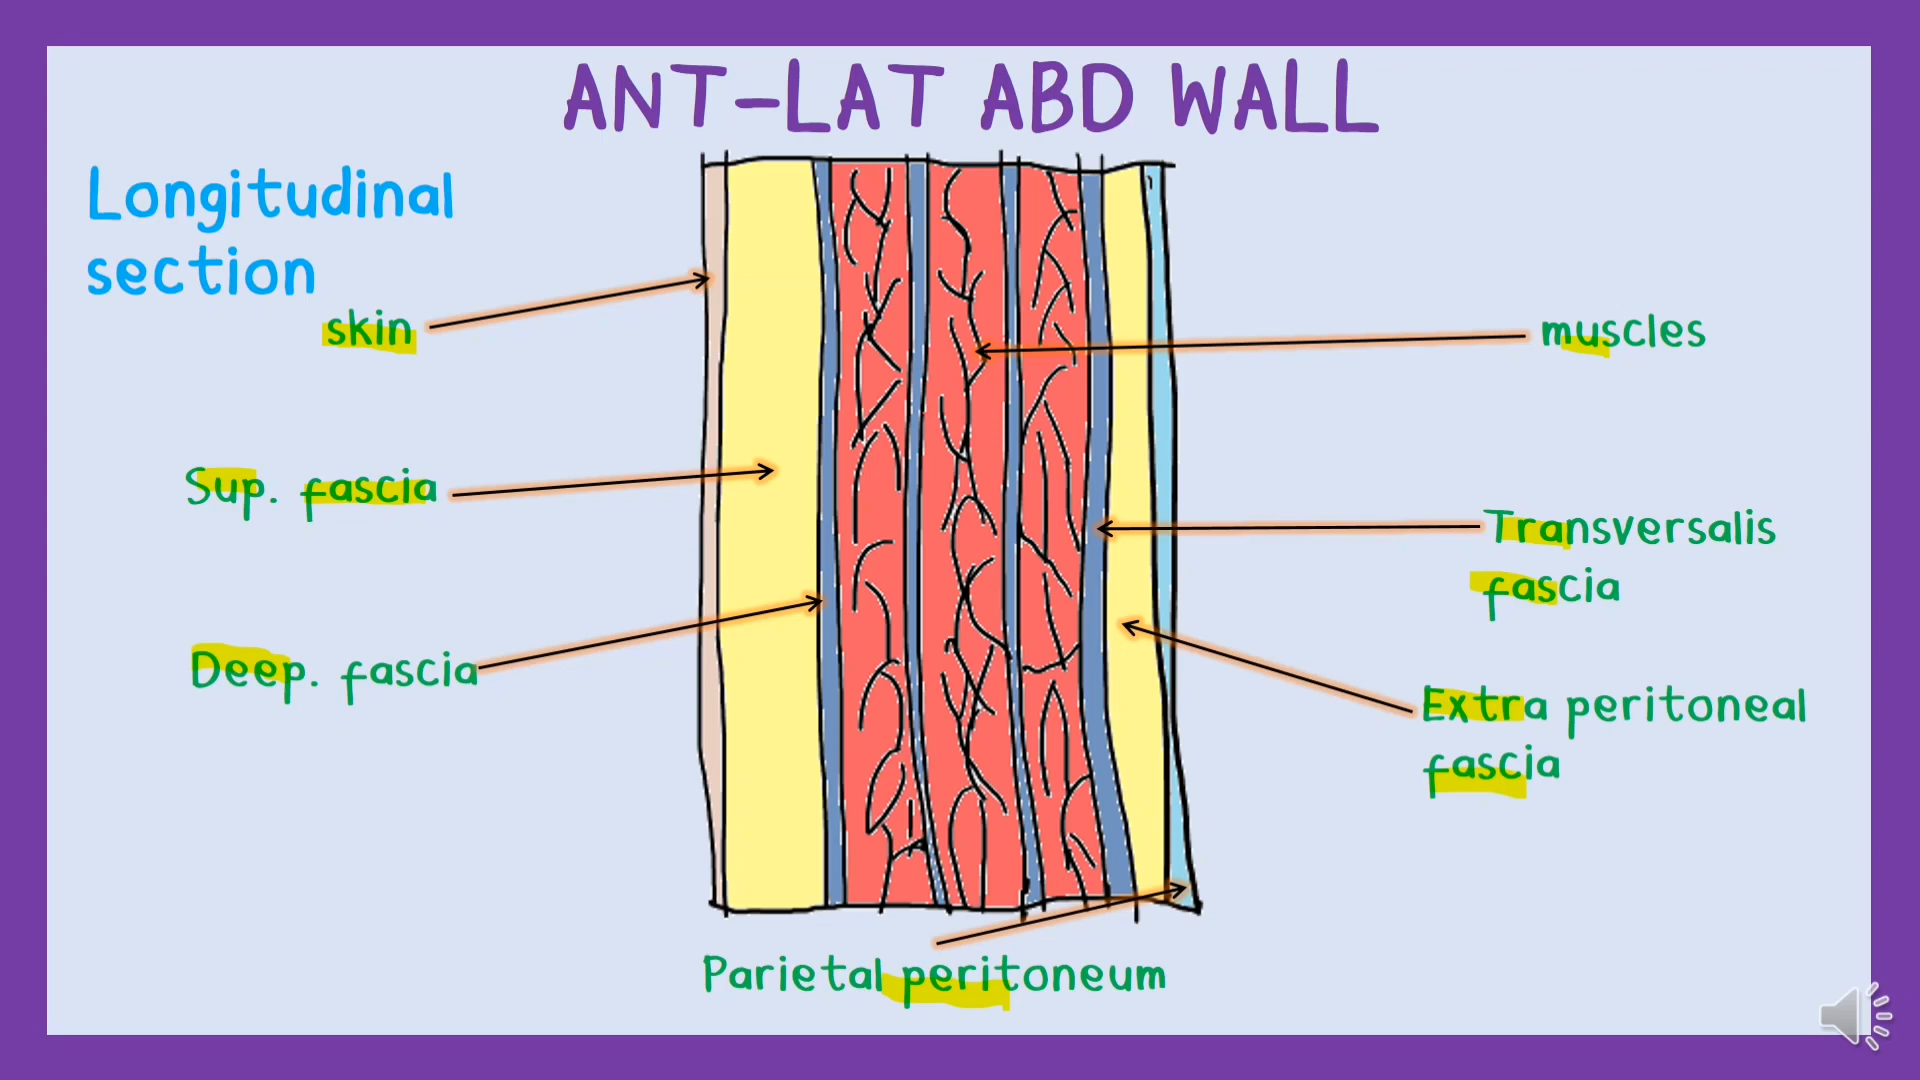 ANT-LAT ABD WALL
Longitudinal
section
skin
muscles
Sup. fascia
Transversalis
fascia
Deep. fascia
Extra peritoneal
fascia
Parietal peritoneum